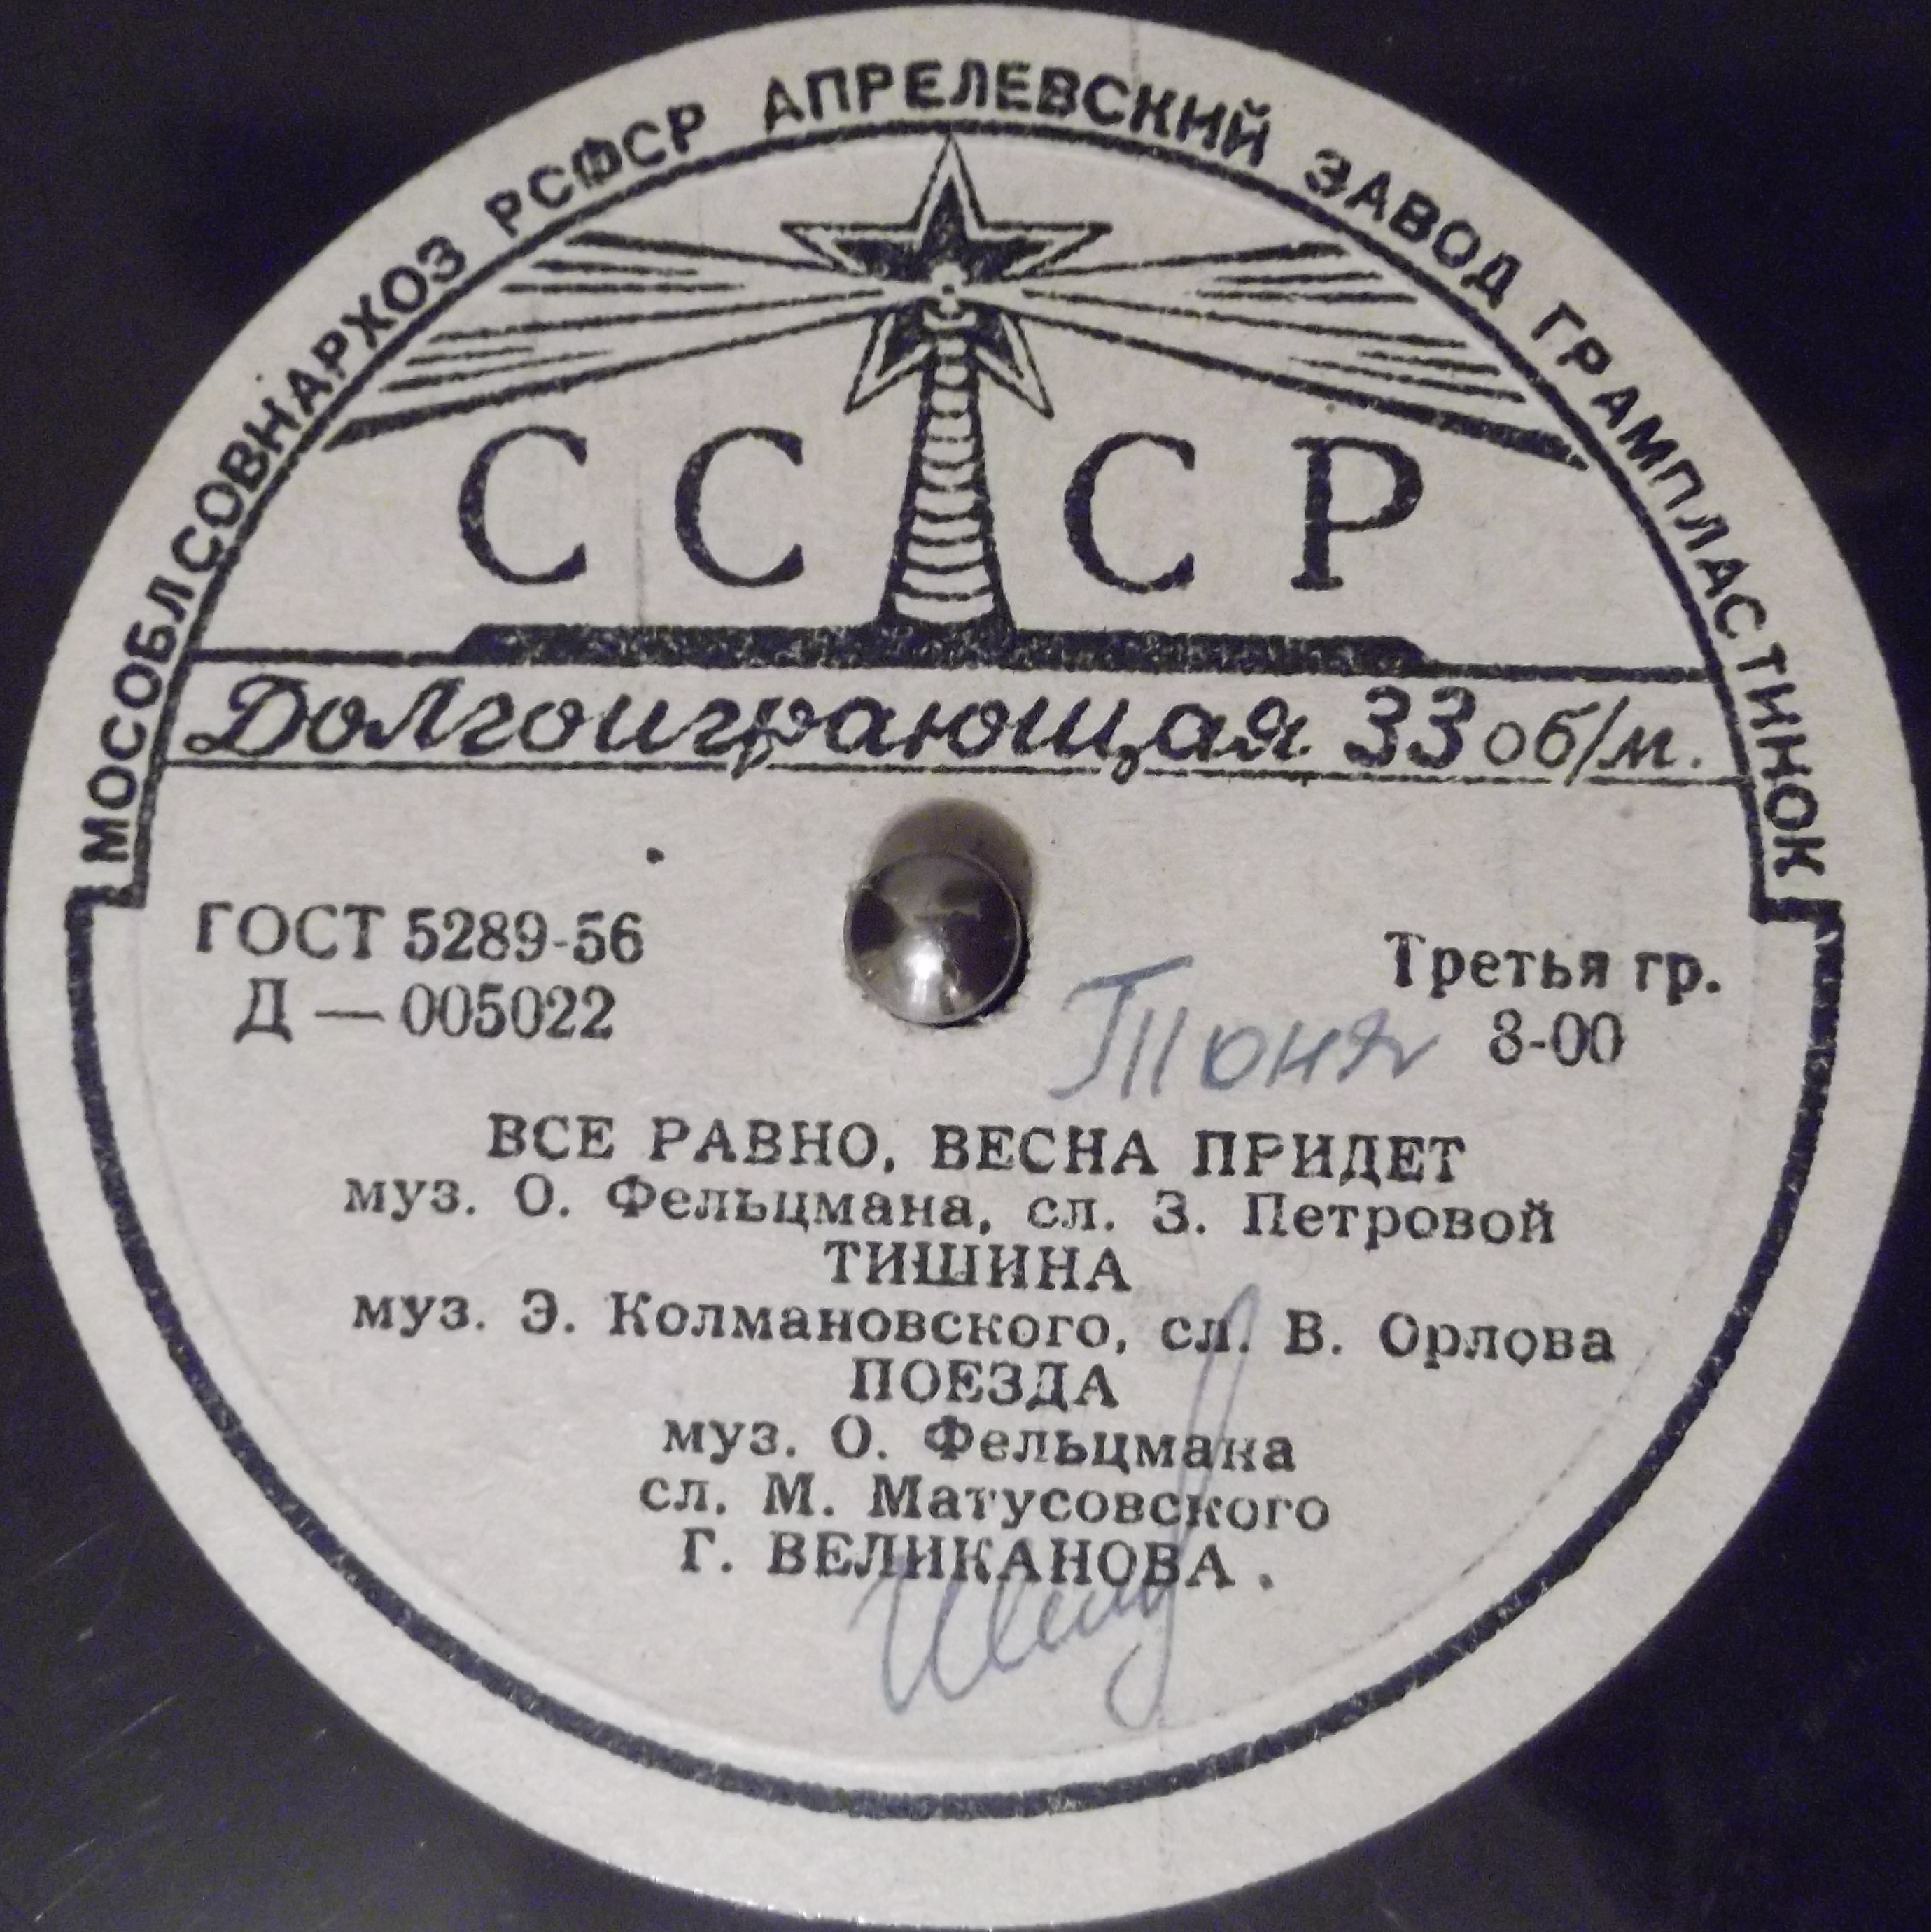 МОСОБЛСОВНАРХОЗ РСФСР АПРЕЛЕВСКИЙ ЗАВОД ГРАМПЛАСТИНОК
СССР
Долгоиграющая 33 об/м.
ГОСТ 5289-56
Д — 005022
Третья гр.
8-00
Тоня
ВСЕ РАВНО, ВЕСНА ПРИДЕТ
муз. О. Фельцмана, сл. З. Петровой
ТИШИНА
муз. Э. Колмановского, сл. В. Орлова
ПОЕЗДА
муз. О. Фельцмана
сл. М. Матусовского
Г. ВЕЛИКАНОВА